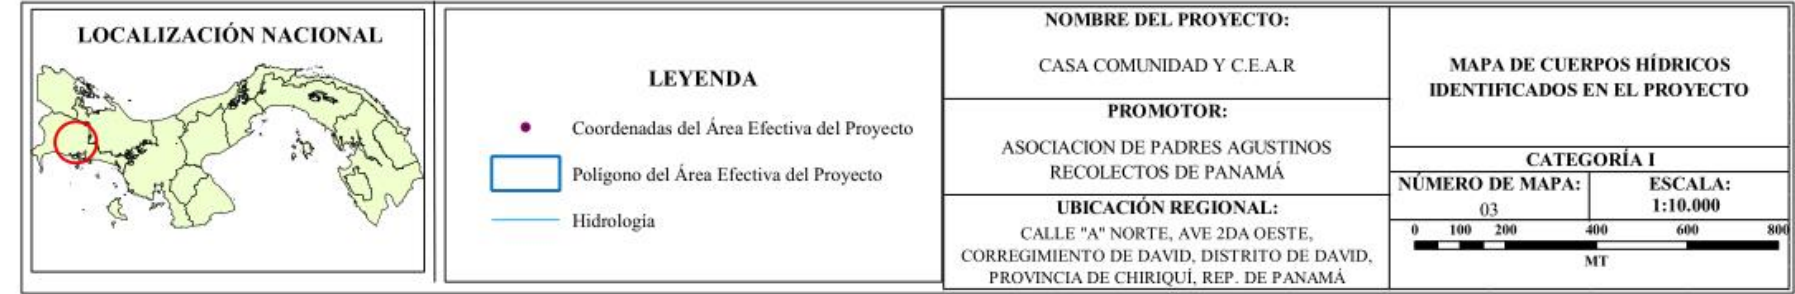 LOCALIZACIÓN NACIONAL
LEYENDA
Coordenadas del Área Efectiva del Proyecto
Polígono del Área Efectiva del Proyecto
Hidrología
NOMBRE DEL PROYECTO:
CASA COMUNIDAD Y C.E.A.R
PROMOTOR:
ASOCIACION DE PADRES AGUSTINOS
RECOLECTOS DE PANAMÁ
UBICACIÓN REGIONAL:
CALLE "A" NORTE, AVE 2DA OESTE,
CORREGIMIENTO DE DAVID, DISTRITO DE DAVID,
PROVINCIA DE CHIRIQUÍ, REP. DE PANAMÁ
MAPA DE CUERPOS HÍDRICOS
IDENTIFICADOS EN EL PROYECTO
CATEGORÍA I
NÚMERO DE MAPA:
03
ESCALA:
1:10.000
0 100 200 400 600 800
MT